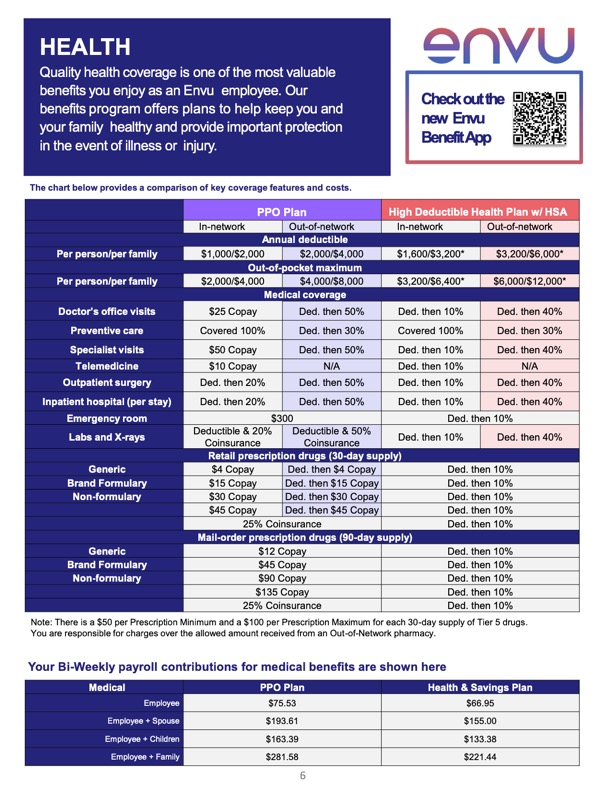 HEALTH
Quality health coverage is one of the most valuable
benefits you enjoy as an Envu employee. Our
benefits program offers plans to help keep you and
your family healthy and provide important protection
in the event of illness or injury.
envu
Check out the
new Envu
Benefit App
The chart below provides a comparison of key coverage features and costs.
PPO Plan High Deductible Health Plan w/ HSA
In-network Out-of-network In-network Out-of-network
Annual deductible
Per person/per family $1,000/$2,000 $2,000/$4,000 $1,600/$3,200* $3,200/$6,000*
Out-of-pocket maximum
Per person/per family $2,000/$4,000 $4,000/$8,000 $3,200/$6,400* $6,000/$12,000*
Medical coverage
Doctor's office visits $25 Copay Ded. then 50% Ded. then 10% Ded. then 40%
Preventive care Covered 100% Ded. then 30% Covered 100% Ded. then 30%
Specialist visits $50 Copay Ded. then 50% Ded. then 10% Ded. then 40%
Telemedicine $10 Copay N/A Ded. then 10% N/A
Outpatient surgery Ded. then 20% Ded. then 50% Ded. then 10% Ded. then 40%
Inpatient hospital (per stay) Ded. then 20% Ded. then 50% Ded. then 10% Ded. then 40%
Emergency room $300 Ded. then 10%
Labs and X-rays Deductible & 20% Coinsurance Deductible & 50% Coinsurance Ded. then 10% Ded. then 40%
Retail prescription drugs (30-day supply)
Generic $4 Copay Ded. then $4 Copay Ded. then 10%
Brand Formulary $15 Copay Ded. then $15 Copay Ded. then 10%
Non-formulary $30 Copay Ded. then $30 Copay Ded. then 10%
$45 Copay Ded. then $45 Copay Ded. then 10%
25% Coinsurance Ded. then 10%
Mail-order prescription drugs (90-day supply)
Generic $12 Copay Ded. then 10%
Brand Formulary $45 Copay Ded. then 10%
Non-formulary $90 Copay Ded. then 10%
$135 Copay Ded. then 10%
25% Coinsurance Ded. then 10%
Note: There is a $50 per Prescription Minimum and a $100 per Prescription Maximum for each 30-day supply of Tier 5 drugs.
You are responsible for charges over the allowed amount received from an Out-of-Network pharmacy.
Your Bi-Weekly payroll contributions for medical benefits are shown here
Medical PPO Plan Health & Savings Plan
Employee $75.53 $66.95
Employee + Spouse $193.61 $155.00
Employee + Children $163.39 $133.38
Employee + Family $281.58 $221.44
6